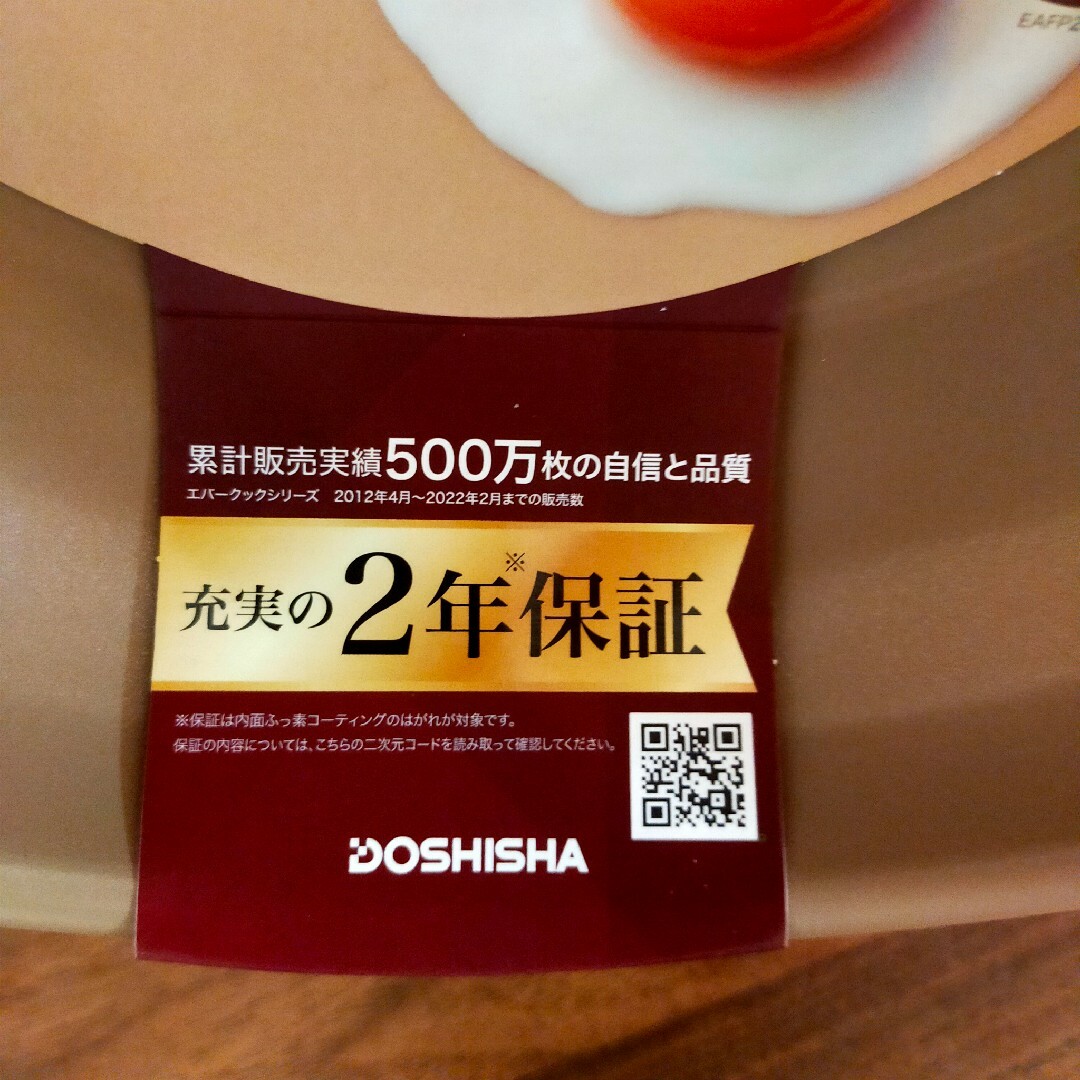 EAFP2
累計販売実績500万枚の自信と品質
エバークックシリーズ 2012年4月〜2022年2月までの販売数
充実の2年※保証
※保証は内面ふっ素コーティングのはがれが対象です。
保証の内容については、こちらの二次元コードを読み取って確認してください。
DOSHISHA